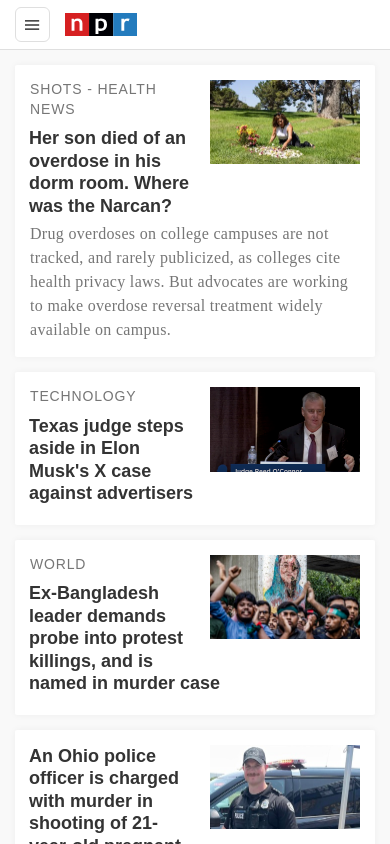 npr
SHOTS - HEALTH
NEWS
Her son died of an
overdose in his
dorm room. Where
was the Narcan?
Drug overdoses on college campuses are not
tracked, and rarely publicized, as colleges cite
health privacy laws. But advocates are working
to make overdose reversal treatment widely
available on campus.
TECHNOLOGY
Texas judge steps
aside in Elon
Musk's X case
against advertisers
Judge Reed O'Connor
WORLD
Ex-Bangladesh
leader demands
probe into protest
killings, and is
named in murder case
An Ohio police
officer is charged
with murder in
shooting of 21-
year-old pregnant